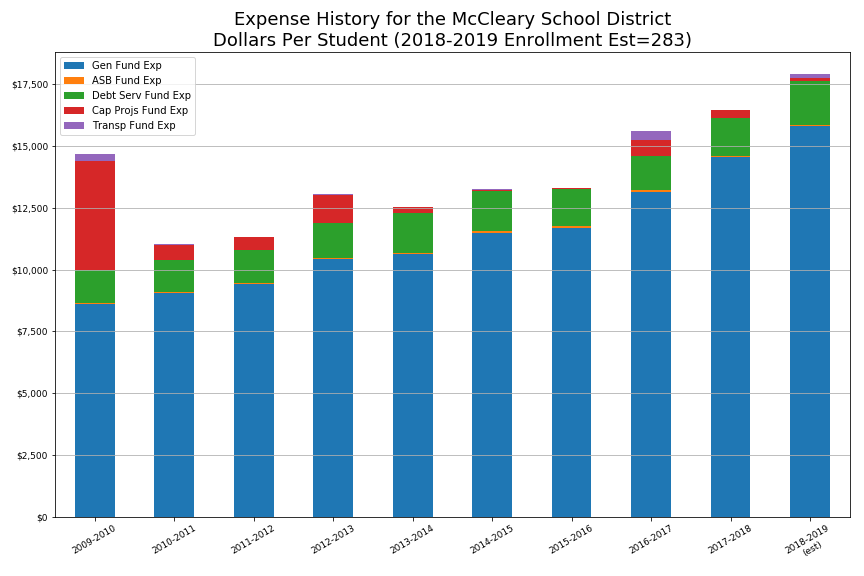 Expense History for the McCleary School District
Dollars Per Student (2018-2019 Enrollment Est=283)
Gen Fund Exp
ASB Fund Exp
Debt Serv Fund Exp
Cap Projs Fund Exp
Transp Fund Exp
$17,500
$15,000
$12,500
$10,000
$7,500
$5,000
$2,500
$0
2009-2010
2010-2011
2011-2012
2012-2013
2013-2014
2014-2015
2015-2016
2016-2017
2017-2018
2018-2019
(est)